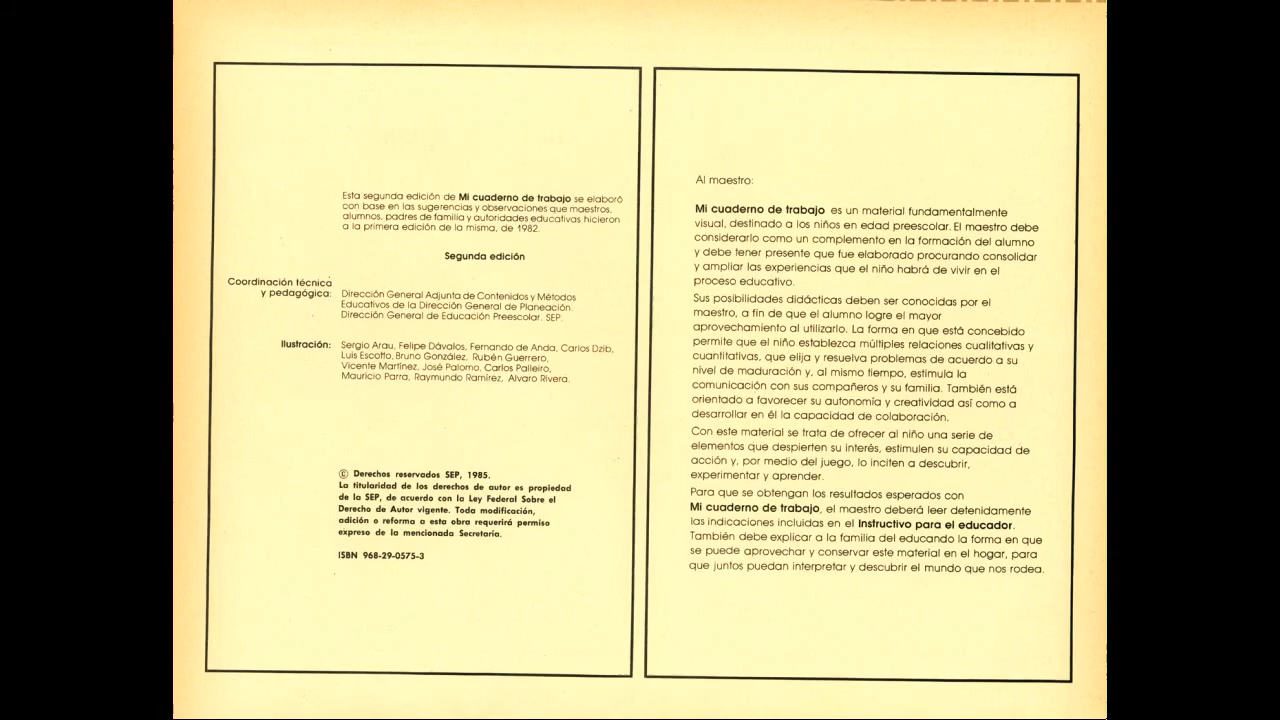 Esta segunda edición de Mi cuaderno de trabajo se elaboró
con base en las sugerencias y observaciones que maestros,
alumnos, padres de familia y autoridades educativas hicieron
a la primera edición de la misma, de 1982.
Segunda edición
Coordinación técnica
y pedagógica:
Dirección General Adjunta de Contenidos y Métodos
Educativos de la Dirección General de Planeación.
Dirección General de Educación Preescolar. SEP.
Ilustración:
Sergio Arau, Felipe Dávalos, Fernando de Anda, Carlos Dzib,
Luis Escotto, Bruno González, Rubén Guerrero,
Vicente Martínez, José Palomo, Carlos Palleiro,
Mauricio Parra, Raymundo Ramírez, Alvaro Rivera.
© Derechos reservados SEP, 1985.
La titularidad de los derechos de autor es propiedad
de la SEP, de acuerdo con la Ley Federal Sobre el
Derecho de Autor vigente. Toda modificación,
adición o reforma a esta obra requerirá permiso
expreso de la mencionada Secretaría.
ISBN 968-29-0575-3
Al maestro:
Mi cuaderno de trabajo es un material fundamentalmente
visual, destinado a los niños en edad preescolar. El maestro debe
considerarlo como un complemento en la formación del alumno
y debe tener presente que fue elaborado procurando consolidar
y ampliar las experiencias que el niño habrá de vivir en el
proceso educativo.
Sus posibilidades didácticas deben ser conocidas por el
maestro, a fin de que el alumno logre el mayor
aprovechamiento al utilizarlo. La forma en que está concebido
permite que el niño establezca múltiples relaciones cualitativas y
cuantitativas, que elija y resuelva problemas de acuerdo a su
nivel de maduración y, al mismo tiempo, estimula la
comunicación con sus compañeros y su familia. También está
orientado a favorecer su autonomía y creatividad así como a
desarrollar en él la capacidad de colaboración.
Con este material se trata de ofrecer al niño una serie de
elementos que despierten su interés, estimulen su capacidad de
acción y, por medio del juego, lo inciten a descubrir,
experimentar y aprender.
Para que se obtengan los resultados esperados con
Mi cuaderno de trabajo, el maestro deberá leer detenidamente
las indicaciones incluidas en el Instructivo para el educador.
También debe explicar a la familia del educando la forma en que
se puede aprovechar y conservar este material en el hogar, para
que juntos puedan interpretar y descubrir el mundo que nos rodea.